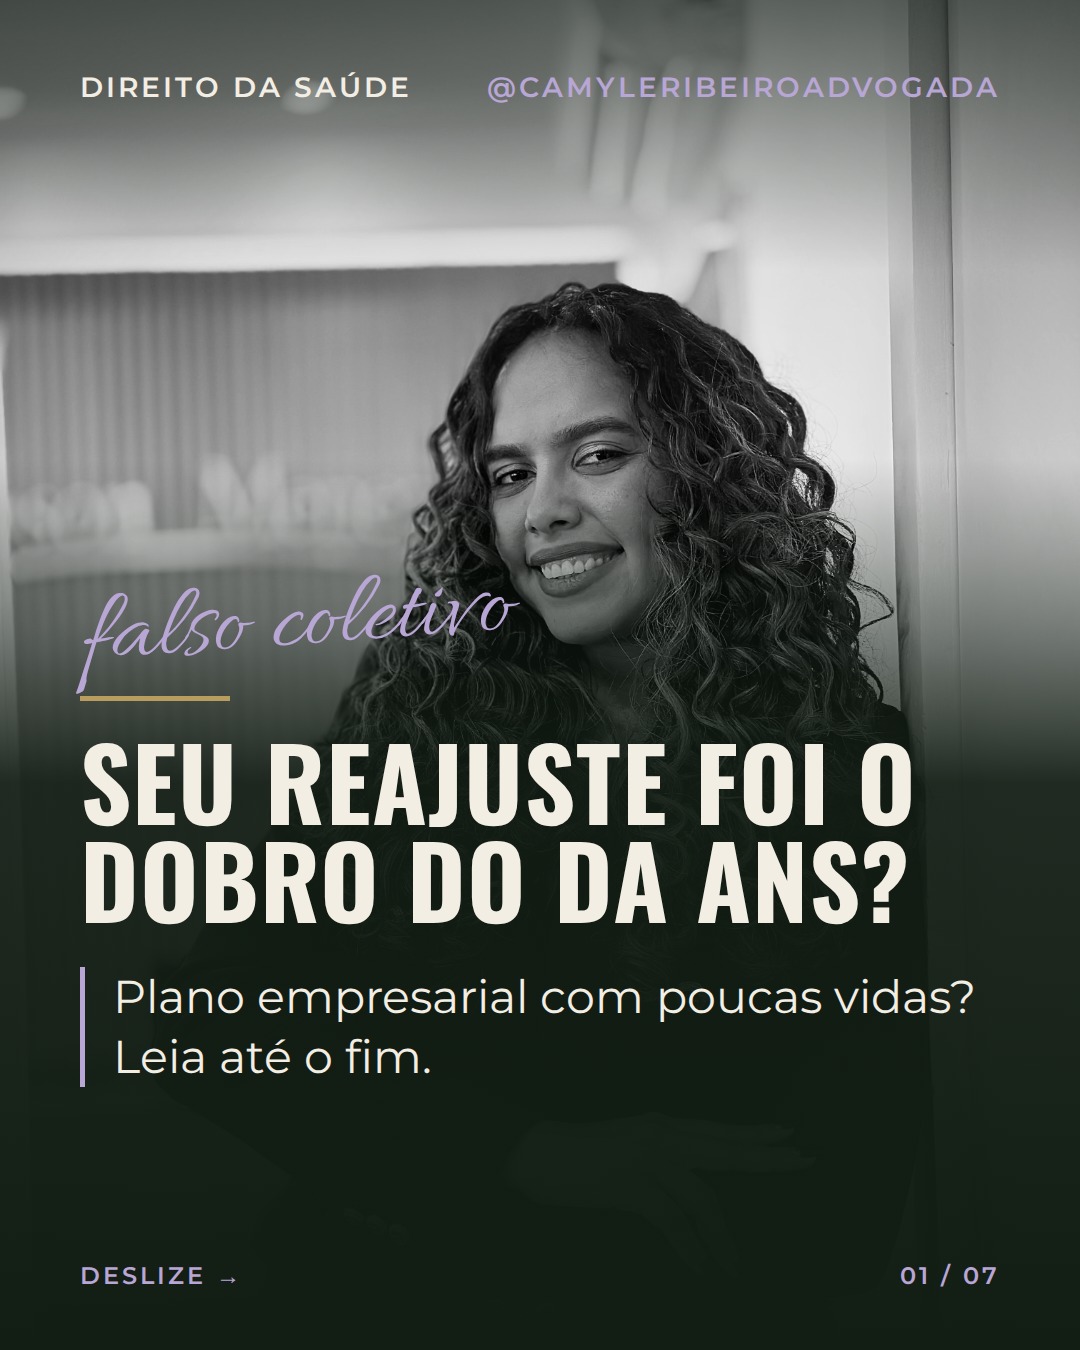 DIREITO DA SAÚDE
@CAMYLERIBEIROADVOGADA
falso coletivo
SEU REAJUSTE FOI O
DOBRO DO DA ANS?
Plano empresarial com poucas vidas?
Leia até o fim.
DESLIZE →
01 / 07